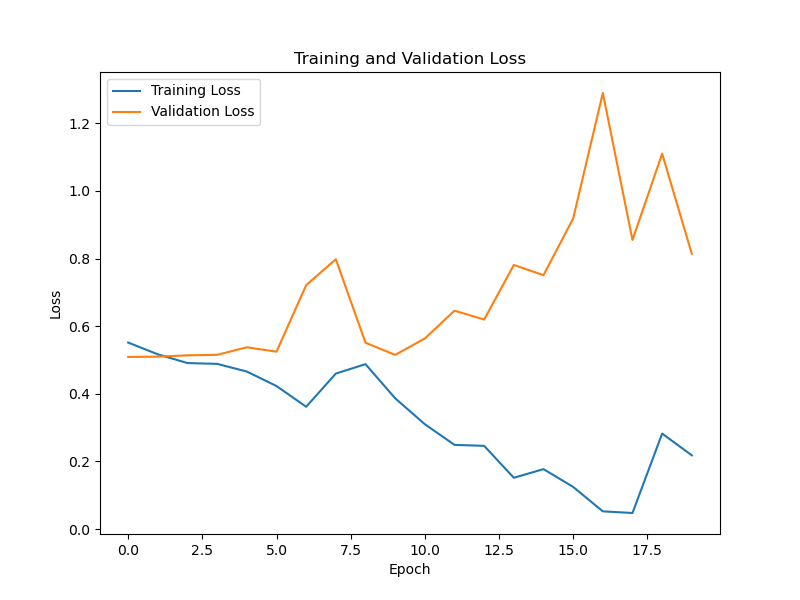 Training and Validation Loss
Training Loss
Validation Loss
1.2
1.0
0.8
0.6
0.4
0.2
0.0
Loss
0.0 2.5 5.0 7.5 10.0 12.5 15.0 17.5
Epoch